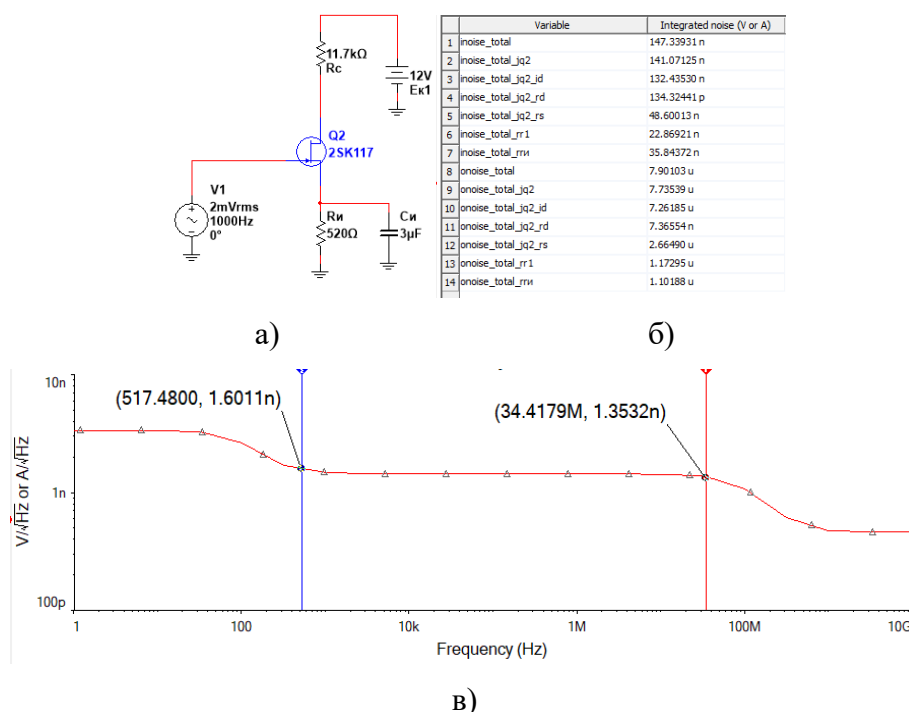 11.7kΩ
Rc
12V
Eк1
Q2
2SK117
V1
2mVrms
1000Hz
0°
Rи
520Ω
Cи
3µF
Variable Integrated noise (V or A)
1 inoise_total 147.33931 n
2 inoise_total_jq2 141.07125 n
3 inoise_total_jq2_id 132.43530 n
4 inoise_total_jq2_rd 134.32441 p
5 inoise_total_jq2_rs 48.60013 n
6 inoise_total_rr1 22.86921 n
7 inoise_total_rrи 35.84372 n
8 onoise_total 7.90103 u
9 onoise_total_jq2 7.73539 u
10 onoise_total_jq2_id 7.26185 u
11 onoise_total_jq2_rd 7.36554 n
12 onoise_total_jq2_rs 2.66490 u
13 onoise_total_rr1 1.17295 u
14 onoise_total_rrи 1.10188 u
а) б)
10n
(517.4800, 1.6011n) (34.4179M, 1.3532n)
1n
100p
V/√Hz or A/√Hz
1 100 10k 1M 100M 10G
Frequency (Hz)
в)